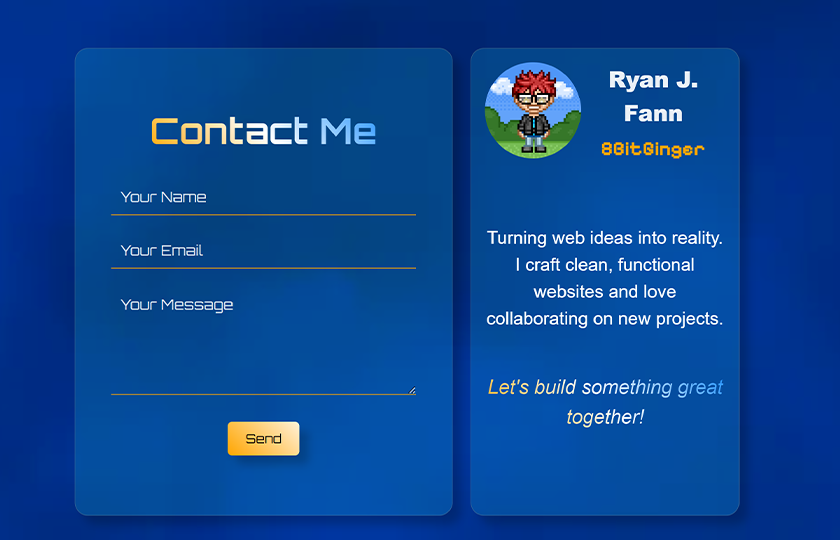 Contact Me
Your Name
Your Email
Your Message
Send
Ryan J.
Fann
8BitGinger
Turning web ideas into reality.
I craft clean, functional
websites and love
collaborating on new projects.
Let's build something great
together!